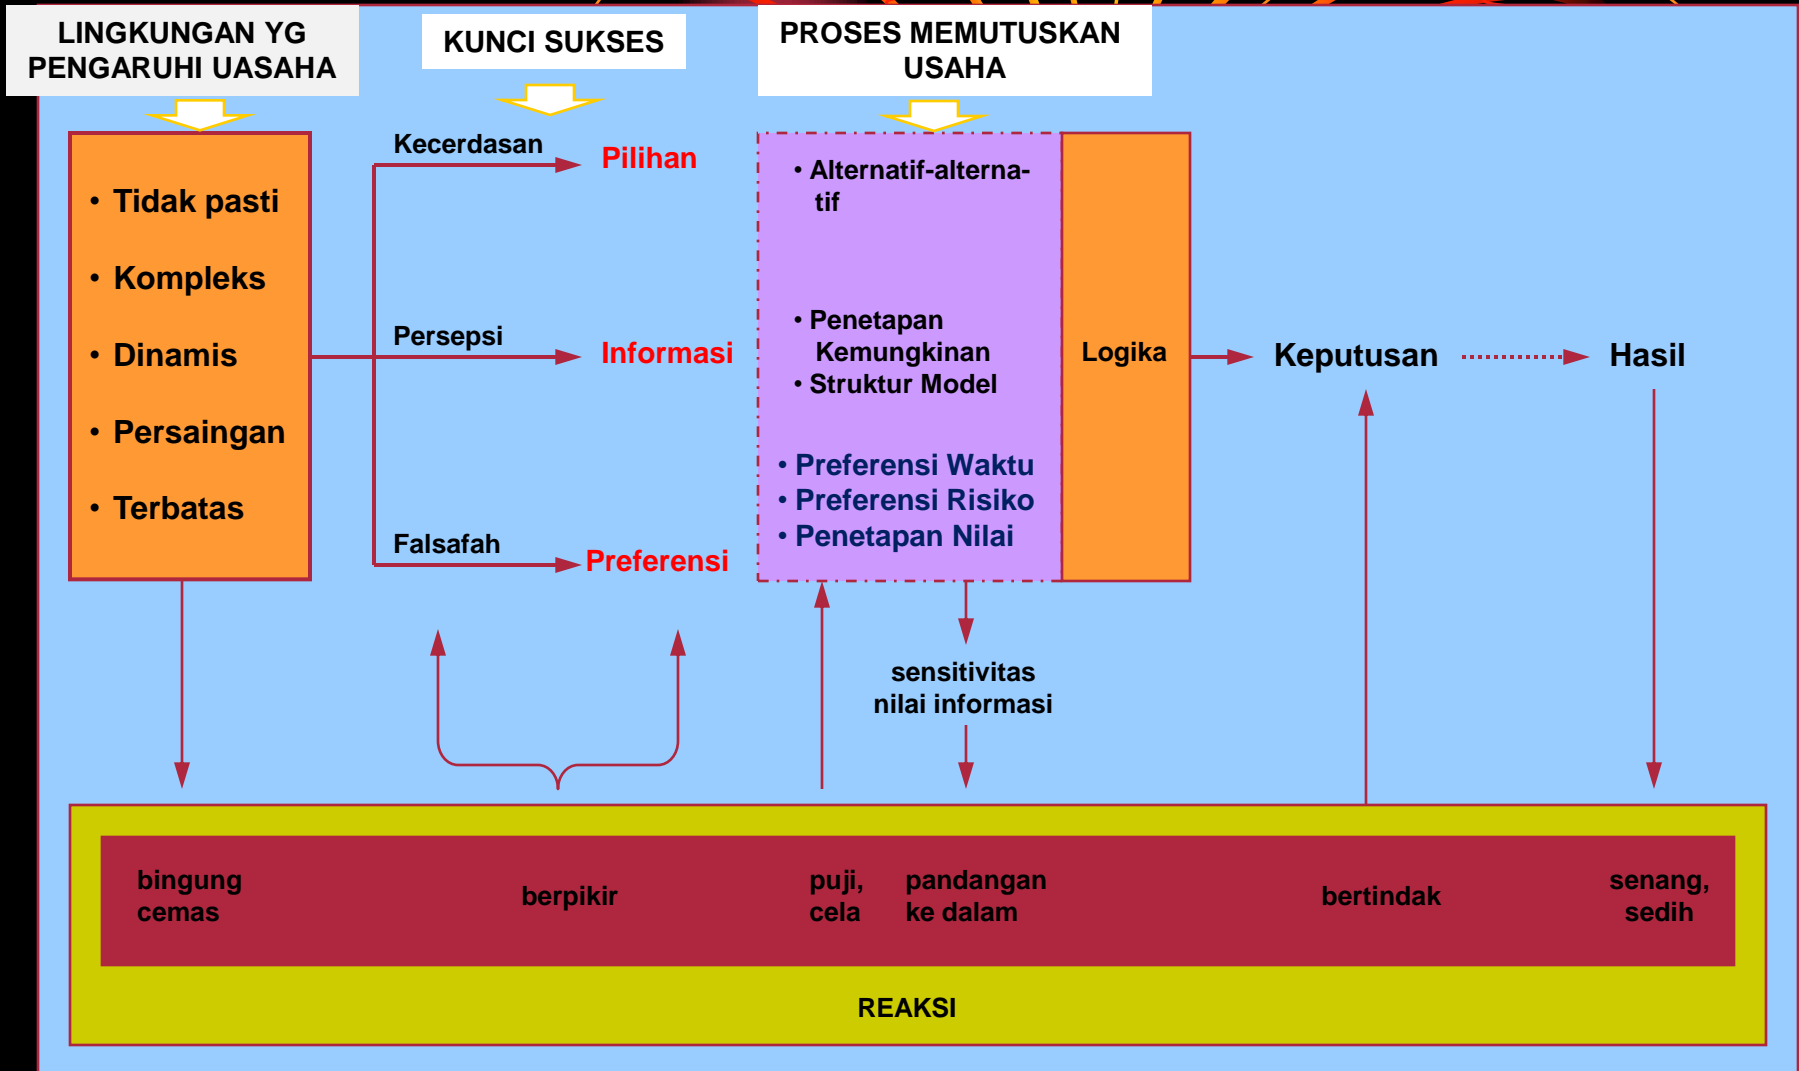 LINGKUNGAN YG
PENGARUHI UASAHA
KUNCI SUKSES
PROSES MEMUTUSKAN
USAHA
• Tidak pasti
• Kompleks
• Dinamis
• Persaingan
• Terbatas
Kecerdasan
Pilihan
Persepsi
Informasi
Falsafah
Preferensi
• Alternatif-alterna-
tif
• Penetapan
Kemungkinan
• Struktur Model
• Preferensi Waktu
• Preferensi Risiko
• Penetapan Nilai
Logika
Keputusan
Hasil
sensitivitas
nilai informasi
bingung
cemas
berpikir
puji,
cela
pandangan
ke dalam
bertindak
senang,
sedih
REAKSI